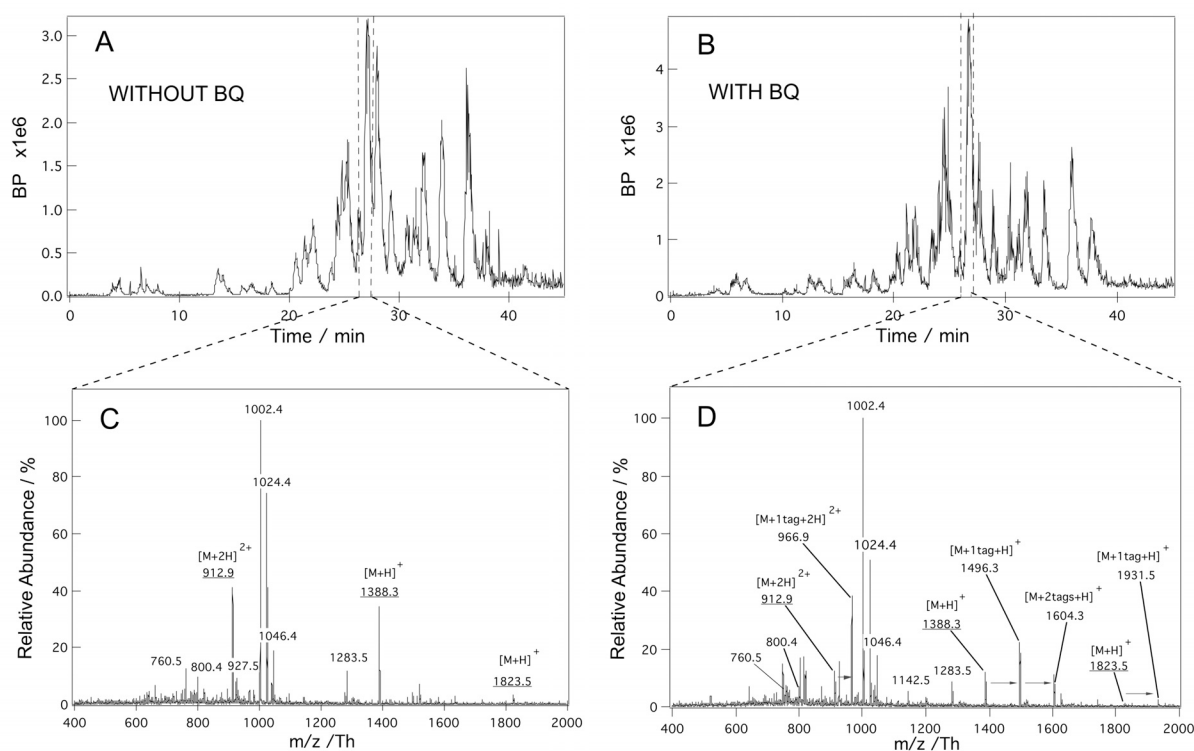 A
WITHOUT BQ
BP x1e6
3.0
2.5
2.0
1.5
1.0
0.5
0.0
0 10 20 30 40
Time / min
B
WITH BQ
BP x1e6
4
3
2
1
0
0 10 20 30 40
Time / min
C
Relative Abundance / %
100
80
60
40
20
0
1002.4
1024.4
[M+2H] 2+
912.9
[M+H] +
1388.3
1046.4
760.5
800.4
927.5
1283.5
[M+H] +
1823.5
400 600 800 1000 1200 1400 1600 1800 2000
m/z /Th
D
Relative Abundance / %
100
80
60
40
20
0
1002.4
[M+1tag+2H] 2+
966.9
1024.4
[M+1tag+H] +
1496.3
[M+1tag+H] +
1931.5
[M+2H] 2+
912.9
[M+2tags+H] +
1604.3
[M+H] +
1388.3
800.4
1046.4
760.5
1283.5
1142.5
[M+H] +
1823.5
400 600 800 1000 1200 1400 1600 1800 2000
m/z /Th